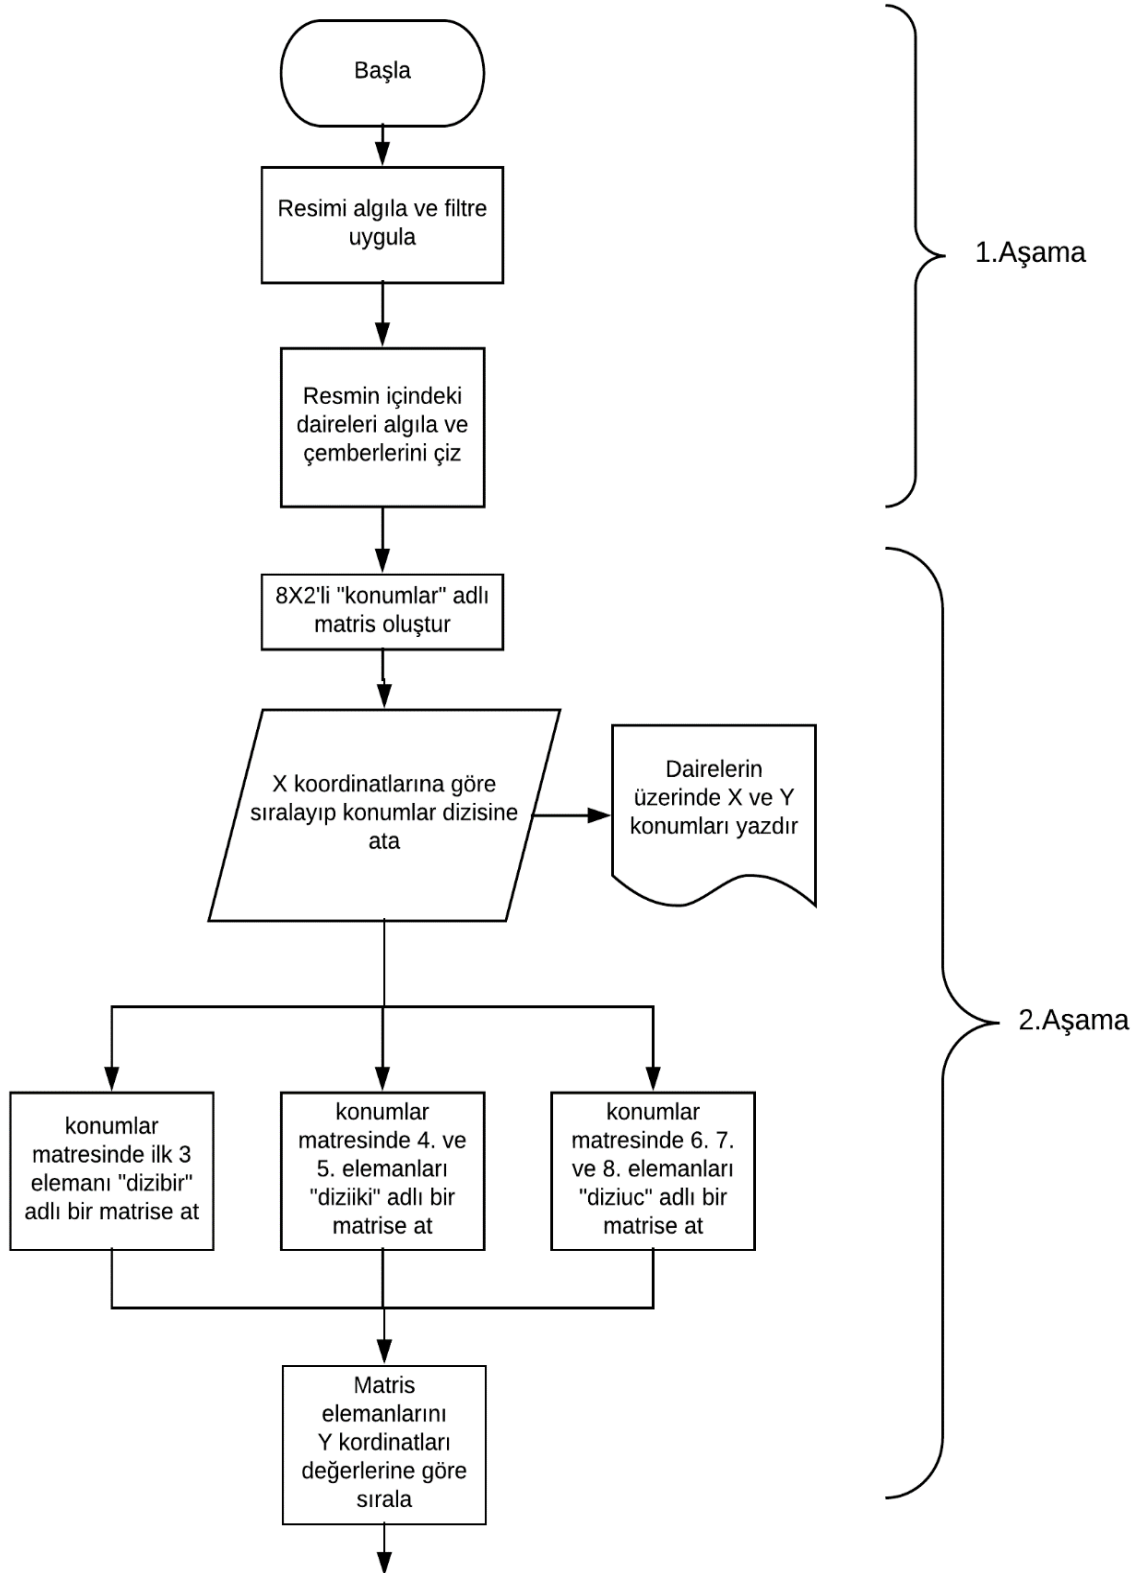 Başla
Resimi algıla ve filtre
uygula
1.Aşama
Resmin içindeki
daireleri algıla ve
çemberlerini çiz
8X2'li "konumlar" adlı
matris oluştur
X koordinatlarına göre
sıralayıp konumlar dizisine
ata
Dairelerin
üzerinde X ve Y
konumları yazdır
2.Aşama
konumlar
matresinde ilk 3
elemanı "dizibir"
adlı bir matrise at
konumlar
matresinde 4. ve
5. elemanları
"diziiki" adlı bir
matrise at
konumlar
matresinde 6. 7.
ve 8. elemanları
"diziuc" adlı bir
matrise at
Matris
elemanlarını
Y kordinatları
değerlerine göre
sırala